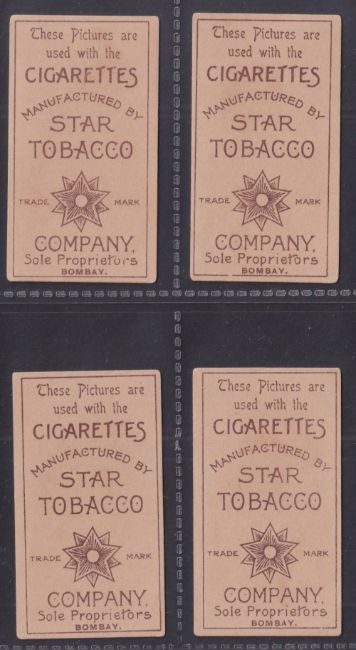 These Pictures are
used with the
CIGARETTES
MANUFACTURED BY
STAR
TOBACCO
TRADE MARK
COMPANY.
Sole Proprietors
BOMBAY.
These Pictures are
used with the
CIGARETTES
MANUFACTURED BY
STAR
TOBACCO
TRADE MARK
COMPANY.
Sole Proprietors
BOMBAY.
These Pictures are
used with the
CIGARETTES
MANUFACTURED BY
STAR
TOBACCO
TRADE MARK
COMPANY.
Sole Proprietors
BOMBAY.
These Pictures are
used with the
CIGARETTES
MANUFACTURED BY
STAR
TOBACCO
TRADE MARK
COMPANY.
Sole Proprietors
BOMBAY.